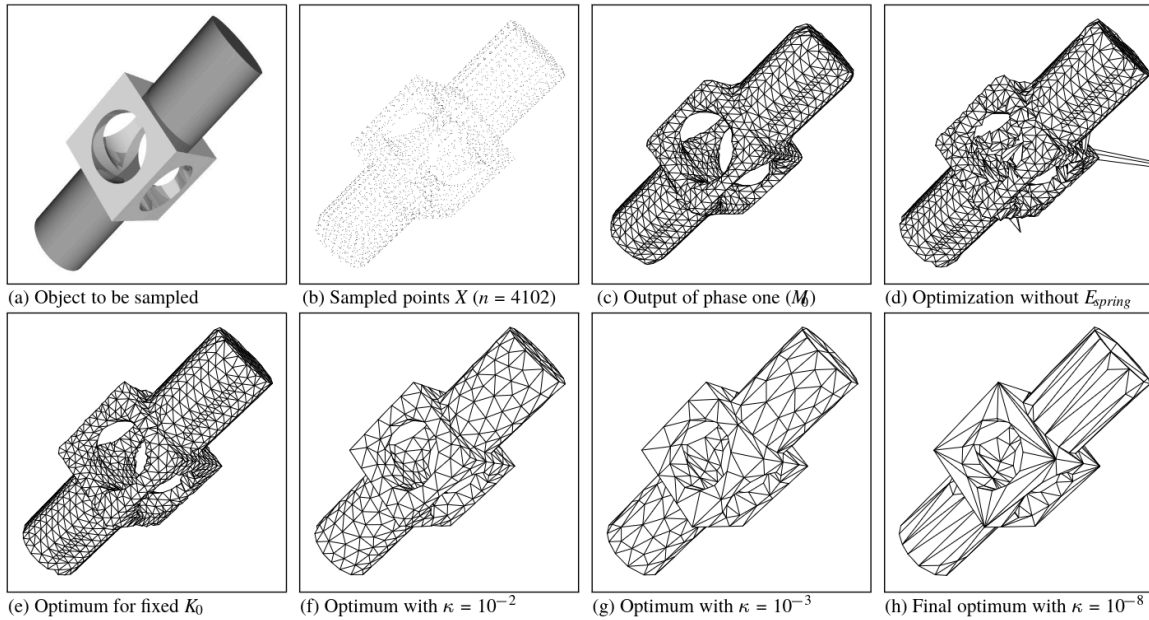 (a) Object to be sampled
(b) Sampled points X (n = 4102)
(c) Output of phase one (M₀)
(d) Optimization without E_spring
(e) Optimum for fixed K₀
(f) Optimum with κ = 10⁻²
(g) Optimum with κ = 10⁻³
(h) Final optimum with κ = 10⁻⁸